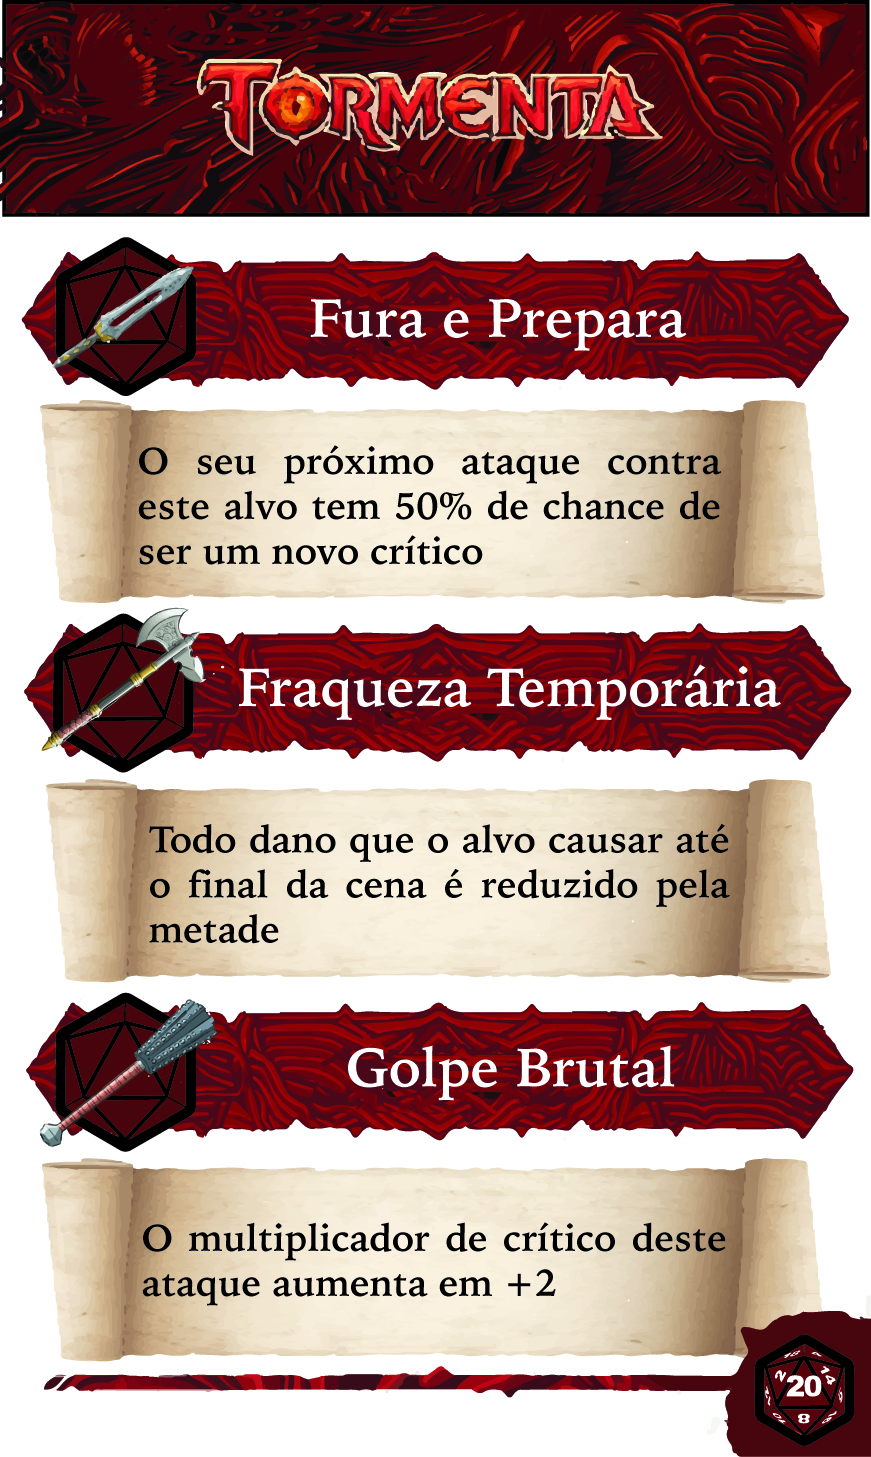 TORMENTA
Fura e Prepara
O seu próximo ataque contra
este alvo tem 50% de chance de
ser um novo crítico
Fraqueza Temporária
Todo dano que o alvo causar até
o final da cena é reduzido pela
metade
Golpe Brutal
O multiplicador de crítico deste
ataque aumenta em +2
20
2
14
8